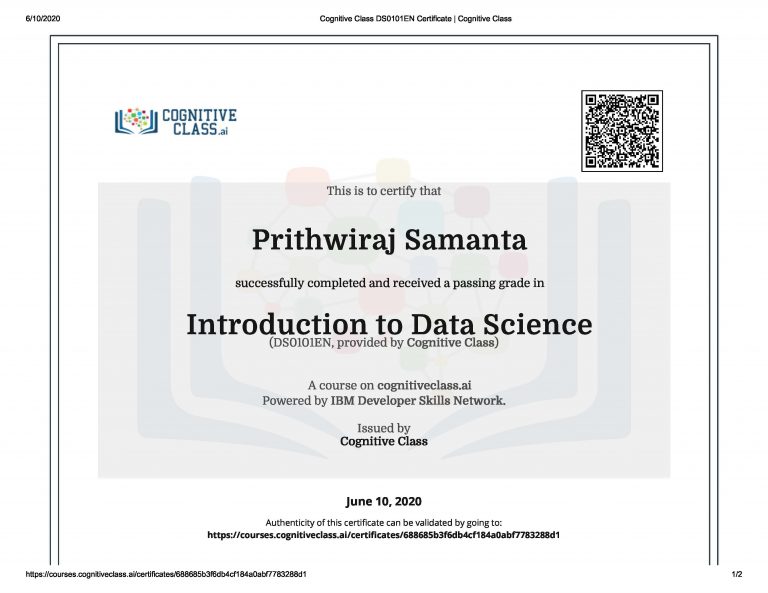 6/10/2020 Cognitive Class DS0101EN Certificate | Cognitive Class
COGNITIVE
CLASS.ai
This is to certify that
Prithwiraj Samanta
successfully completed and received a passing grade in
Introduction to Data Science
(DS0101EN, provided by Cognitive Class)
A course on cognitiveclass.ai
Powered by IBM Developer Skills Network.
Issued by
Cognitive Class
June 10, 2020
Authenticity of this certificate can be validated by going to:
https://courses.cognitiveclass.ai/certificates/688685b3f6db4cf184a0abf7783288d1
https://courses.cognitiveclass.ai/certificates/688685b3f6db4cf184a0abf7783288d1 1/2